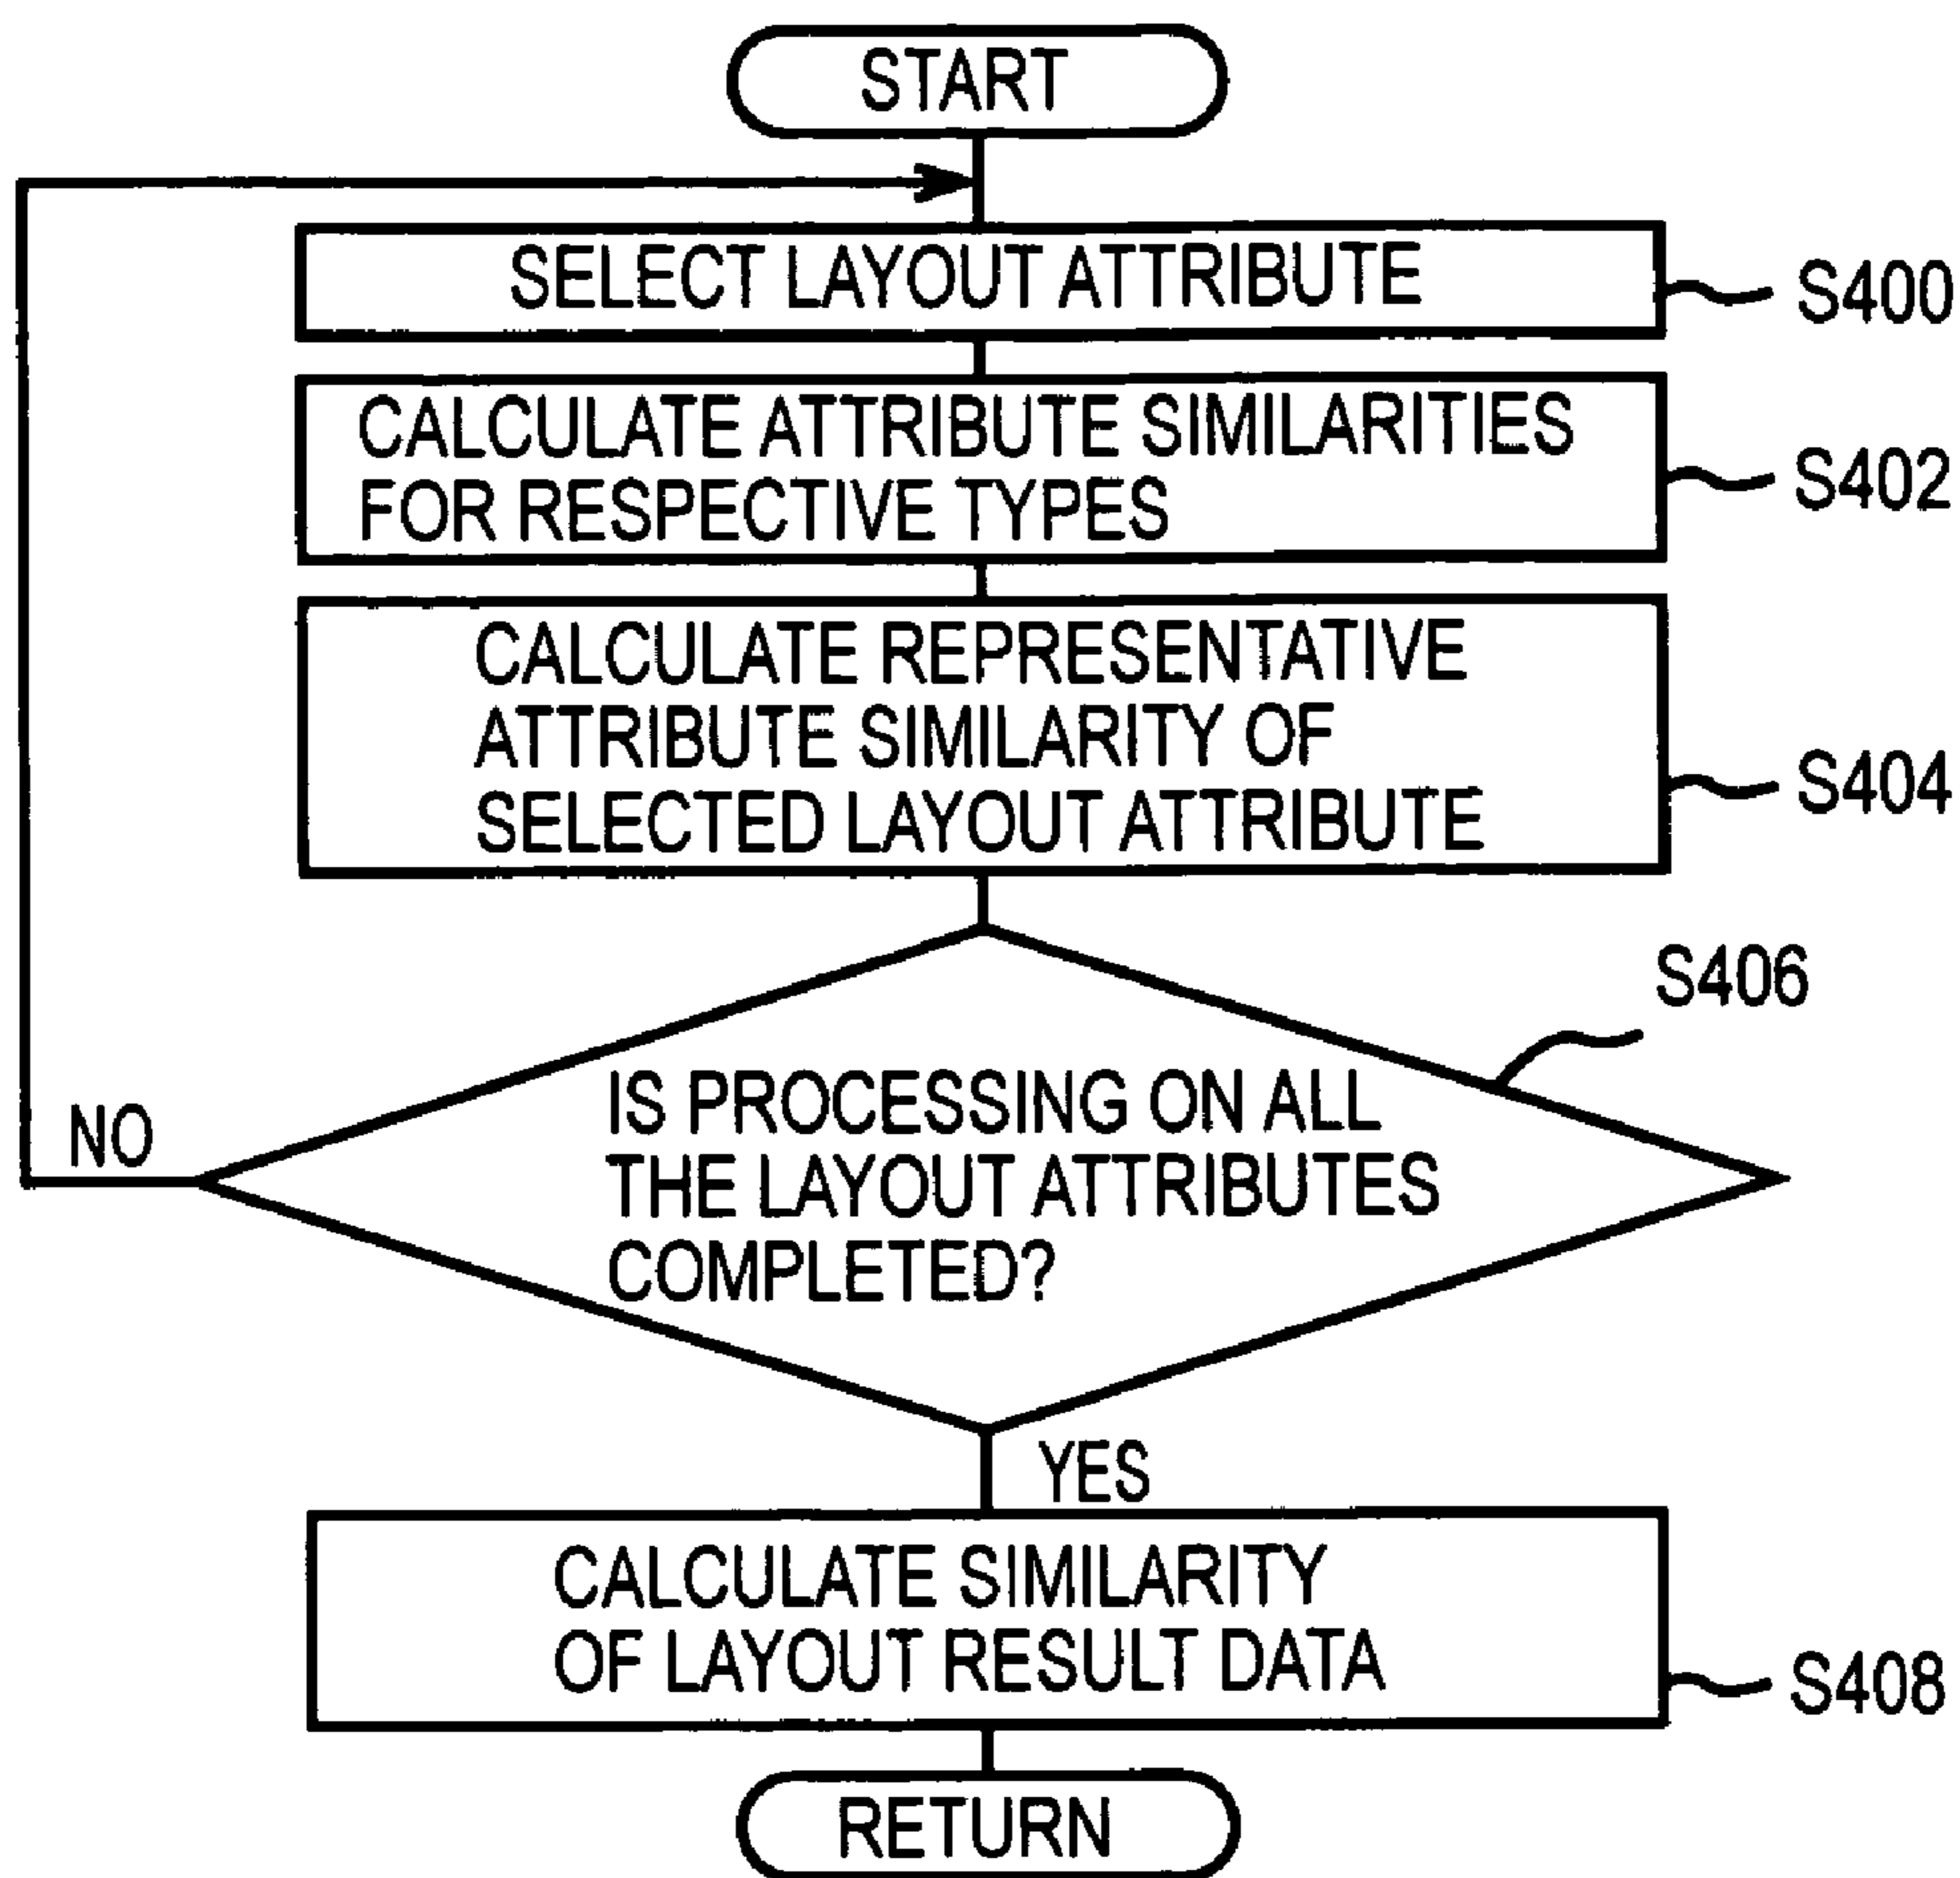 START
SELECT LAYOUT ATTRIBUTE
S400
CALCULATE ATTRIBUTE SIMILARITIES
FOR RESPECTIVE TYPES
S402
CALCULATE REPRESENTATIVE
ATTRIBUTE SIMILARITY OF
SELECTED LAYOUT ATTRIBUTE
S404
S406
IS PROCESSING ON ALL
THE LAYOUT ATTRIBUTES
COMPLETED?
NO
YES
CALCULATE SIMILARITY
OF LAYOUT RESULT DATA
S408
RETURN